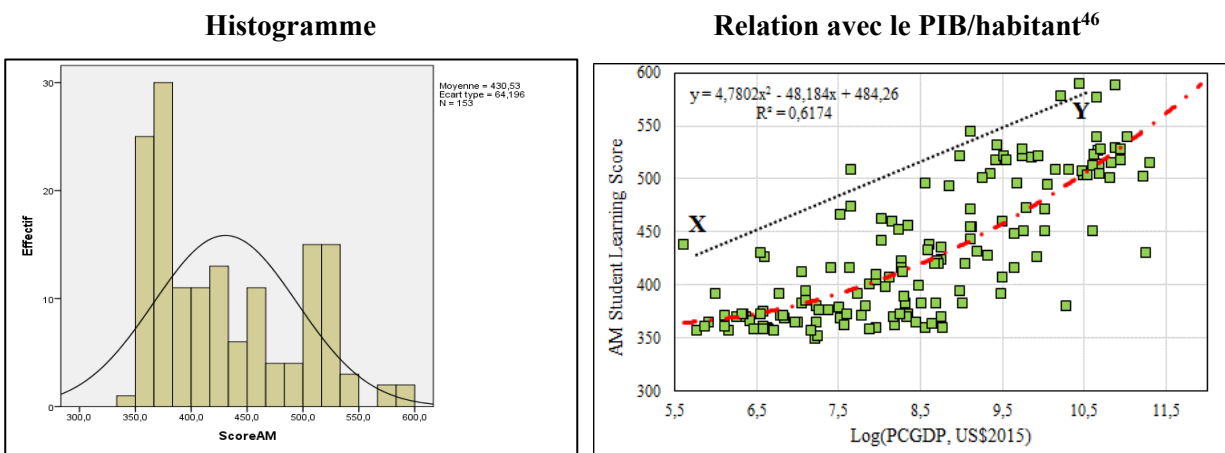 Histogramme
Relation avec le PIB/habitant⁴⁶
Moyenne = 430,53
Ecart type = 64,196
N = 153
Effectif
30
20
10
0
300,0 350,0 400,0 450,0 500,0 550,0 600,0
ScoreAM
y = 4,7802x² - 48,184x + 484,26
R² = 0,6174
X
Y
AM Student Learning Score
600
550
500
450
400
350
300
5,5 6,5 7,5 8,5 9,5 10,5 11,5
Log(PCGDP, US$2015)